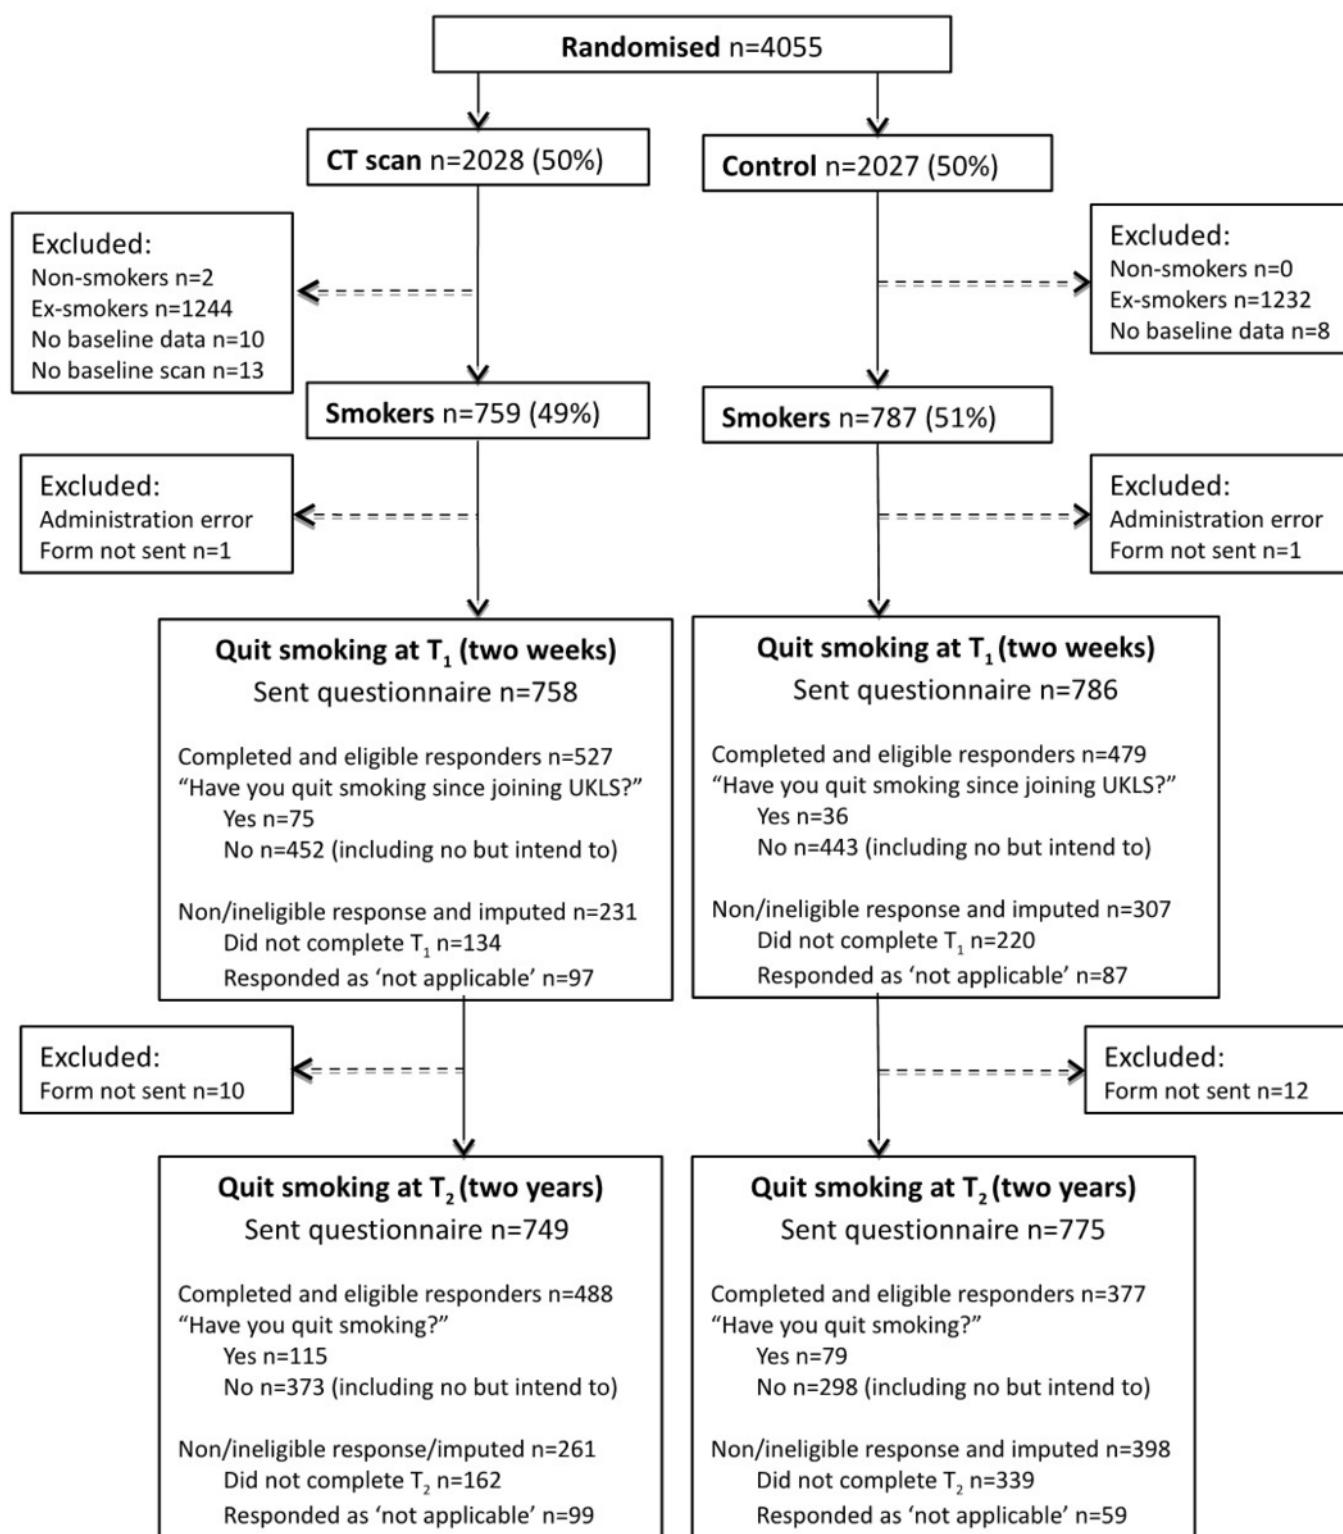 Randomised n=4055
CT scan n=2028 (50%)
Control n=2027 (50%)
Excluded:
Non-smokers n=2
Ex-smokers n=1244
No baseline data n=10
No baseline scan n=13
Excluded:
Non-smokers n=0
Ex-smokers n=1232
No baseline data n=8
Smokers n=759 (49%)
Smokers n=787 (51%)
Excluded:
Administration error
Form not sent n=1
Excluded:
Administration error
Form not sent n=1
Quit smoking at T₁ (two weeks)
Sent questionnaire n=758
Completed and eligible responders n=527
“Have you quit smoking since joining UKLS?”
Yes n=75
No n=452 (including no but intend to)
Non/ineligible response and imputed n=231
Did not complete T₁ n=134
Responded as ‘not applicable’ n=97
Quit smoking at T₁ (two weeks)
Sent questionnaire n=786
Completed and eligible responders n=479
“Have you quit smoking since joining UKLS?”
Yes n=36
No n=443 (including no but intend to)
Non/ineligible response and imputed n=307
Did not complete T₁ n=220
Responded as ‘not applicable’ n=87
Excluded:
Form not sent n=10
Excluded:
Form not sent n=12
Quit smoking at T₂ (two years)
Sent questionnaire n=749
Completed and eligible responders n=488
“Have you quit smoking?”
Yes n=115
No n=373 (including no but intend to)
Non/ineligible response/imputed n=261
Did not complete T₂ n=162
Responded as ‘not applicable’ n=99
Quit smoking at T₂ (two years)
Sent questionnaire n=775
Completed and eligible responders n=377
“Have you quit smoking?”
Yes n=79
No n=298 (including no but intend to)
Non/ineligible response and imputed n=398
Did not complete T₂ n=339
Responded as ‘not applicable’ n=59